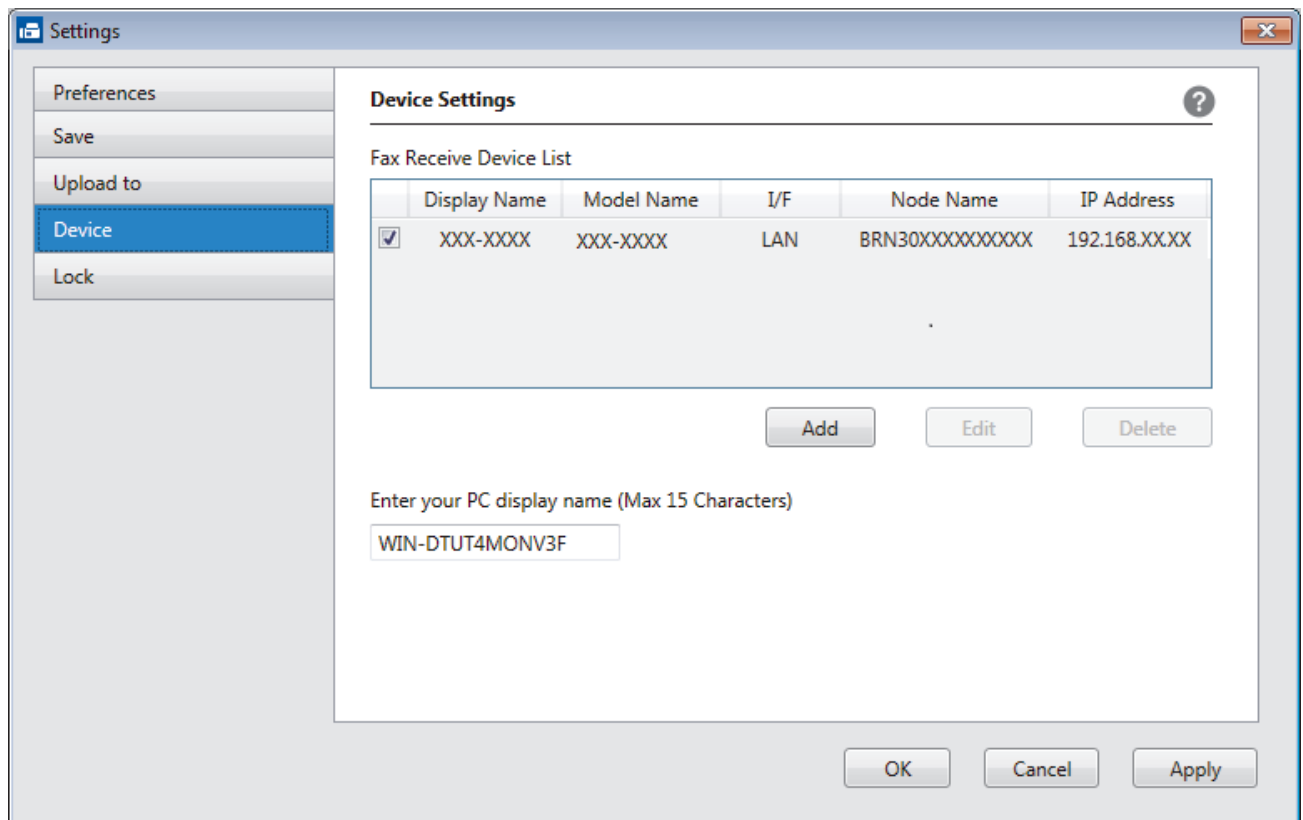 Settings
Preferences
Save
Upload to
Device
Lock
Device Settings
?
Fax Receive Device List
Display Name Model Name I/F Node Name IP Address
XXX-XXXX XXX-XXXX LAN BRN30XXXXXXXXXX 192.168.XX.XX
Add Edit Delete
Enter your PC display name (Max 15 Characters)
WIN-DTUT4MONV3F
OK Cancel Apply